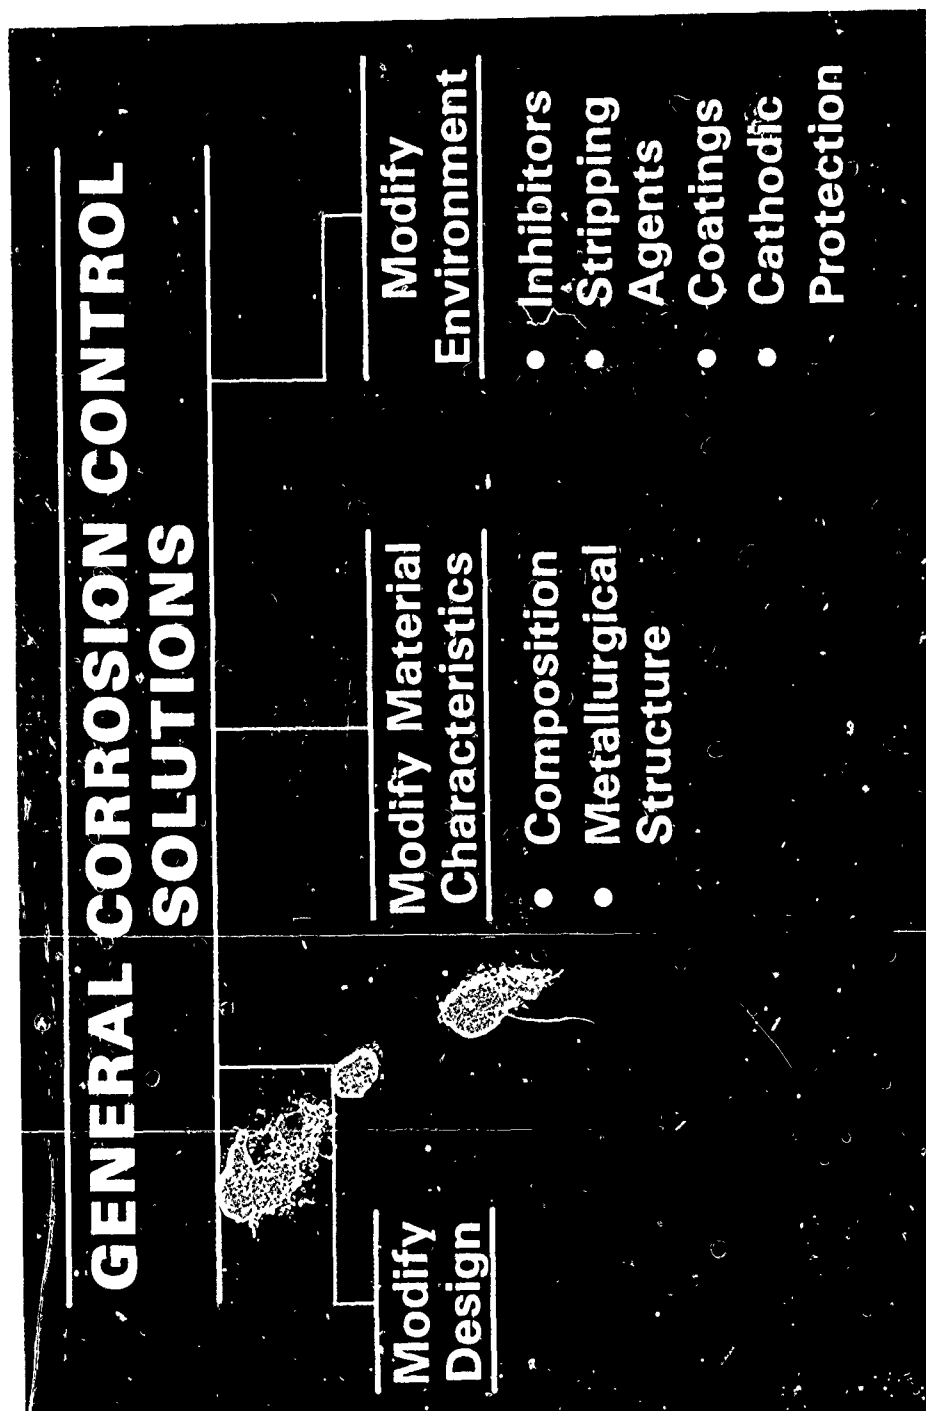 GENERAL CORROSION CONTROL
SOLUTIONS
Modify
Design
Modify Material
Characteristics
• Composition
• Metallurgical
Structure
Modify
Environment
• Inhibitors
• Stripping
Agents
• Coatings
• Cathodic
Protection